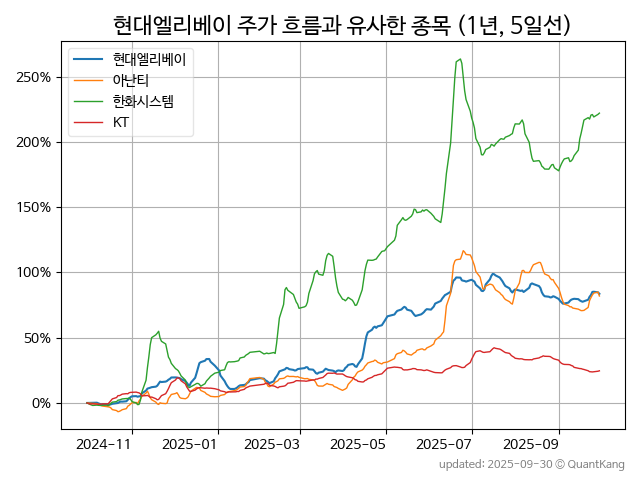 현대엘리베이 주가 흐름과 유사한 종목 (1년, 5일선)
현대엘리베이
아난티
한화시스템
KT
250%
200%
150%
100%
50%
0%
2024-11
2025-01
2025-03
2025-05
2025-07
2025-09
updated: 2025-09-30 © QuantKang